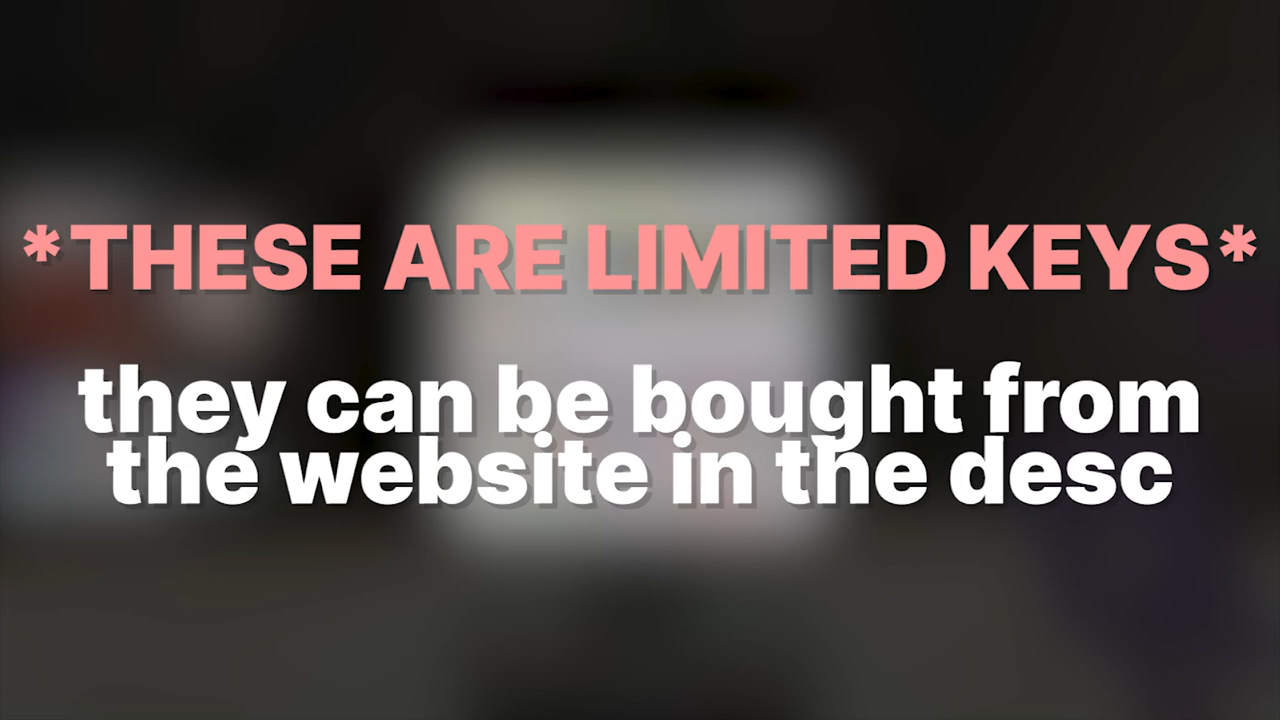 *THESE ARE LIMITED KEYS*
they can be bought from
the website in the desc